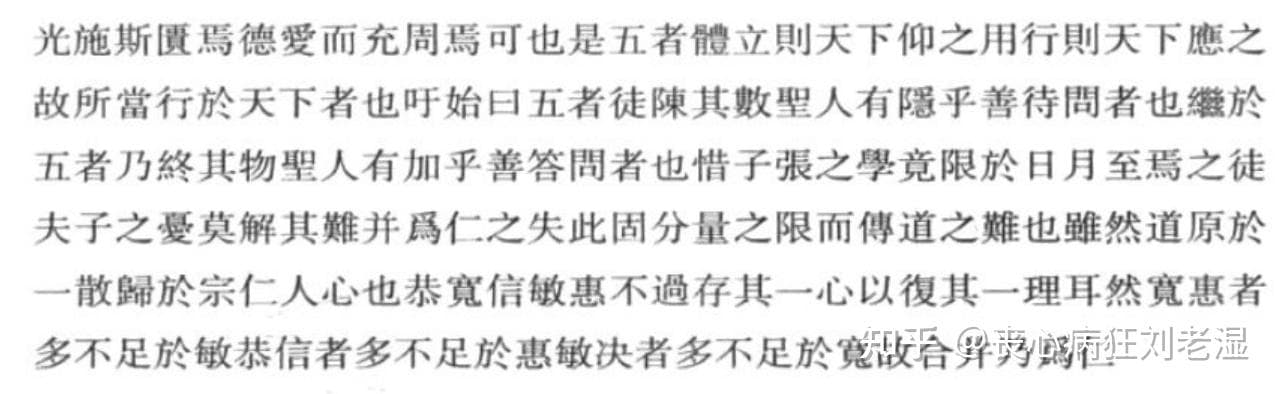 光施斯匱焉德愛而充周焉可也是五者體立則天下仰之用行則天下應之
故所當行於天下者也吁始曰五者徒陳其數聖人有隱乎善待問者也繼於
五者乃終其物聖人有加乎善答問者也惜子張之學竟限於日月至焉之徒
夫子之憂莫解其難并爲仁之失此固分量之限而傳道之難也雖然道原於
一散歸於宗仁人心也恭寬信敏惠不過存其一心以復其一理耳然寬惠者
多不足於敏恭信者多不足於惠敏決者多不足於寬故合并乃爲仁
知乎 @丧心病狂刘老湿